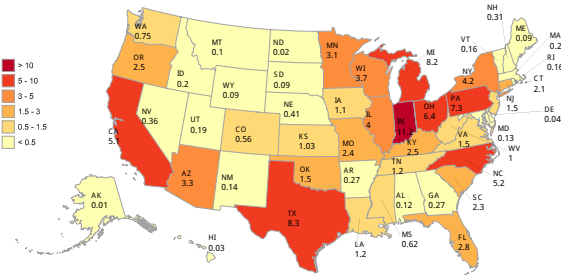 > 10
5 - 10
3 - 5
1.5 - 3
0.5 - 1.5
< 0.5
WA
0.75
OR
2.5
CA
5.1
NV
0.36
ID
0.2
MT
0.1
WY
0.09
UT
0.19
AZ
3.3
CO
0.56
NM
0.14
ND
0.02
SD
0.09
NE
0.41
KS
1.03
OK
1.5
TX
8.3
MN
3.1
IA
1.1
MO
2.4
AR
0.27
LA
1.2
WI
3.7
IL
4
MI
8.2
IN
11.2
OH
6.4
KY
2.5
TN
1.2
MS
0.62
AL
0.12
GA
0.27
FL
2.8
SC
2.3
NC
5.2
VA
1.5
WV
1
MD
0.13
DE
0.04
PA
7.3
NJ
1.5
NY
4.2
CT
2.1
RI
0.16
MA
VT
0.16
NH
0.31
ME
0.09
AK
0.01
HI
0.03